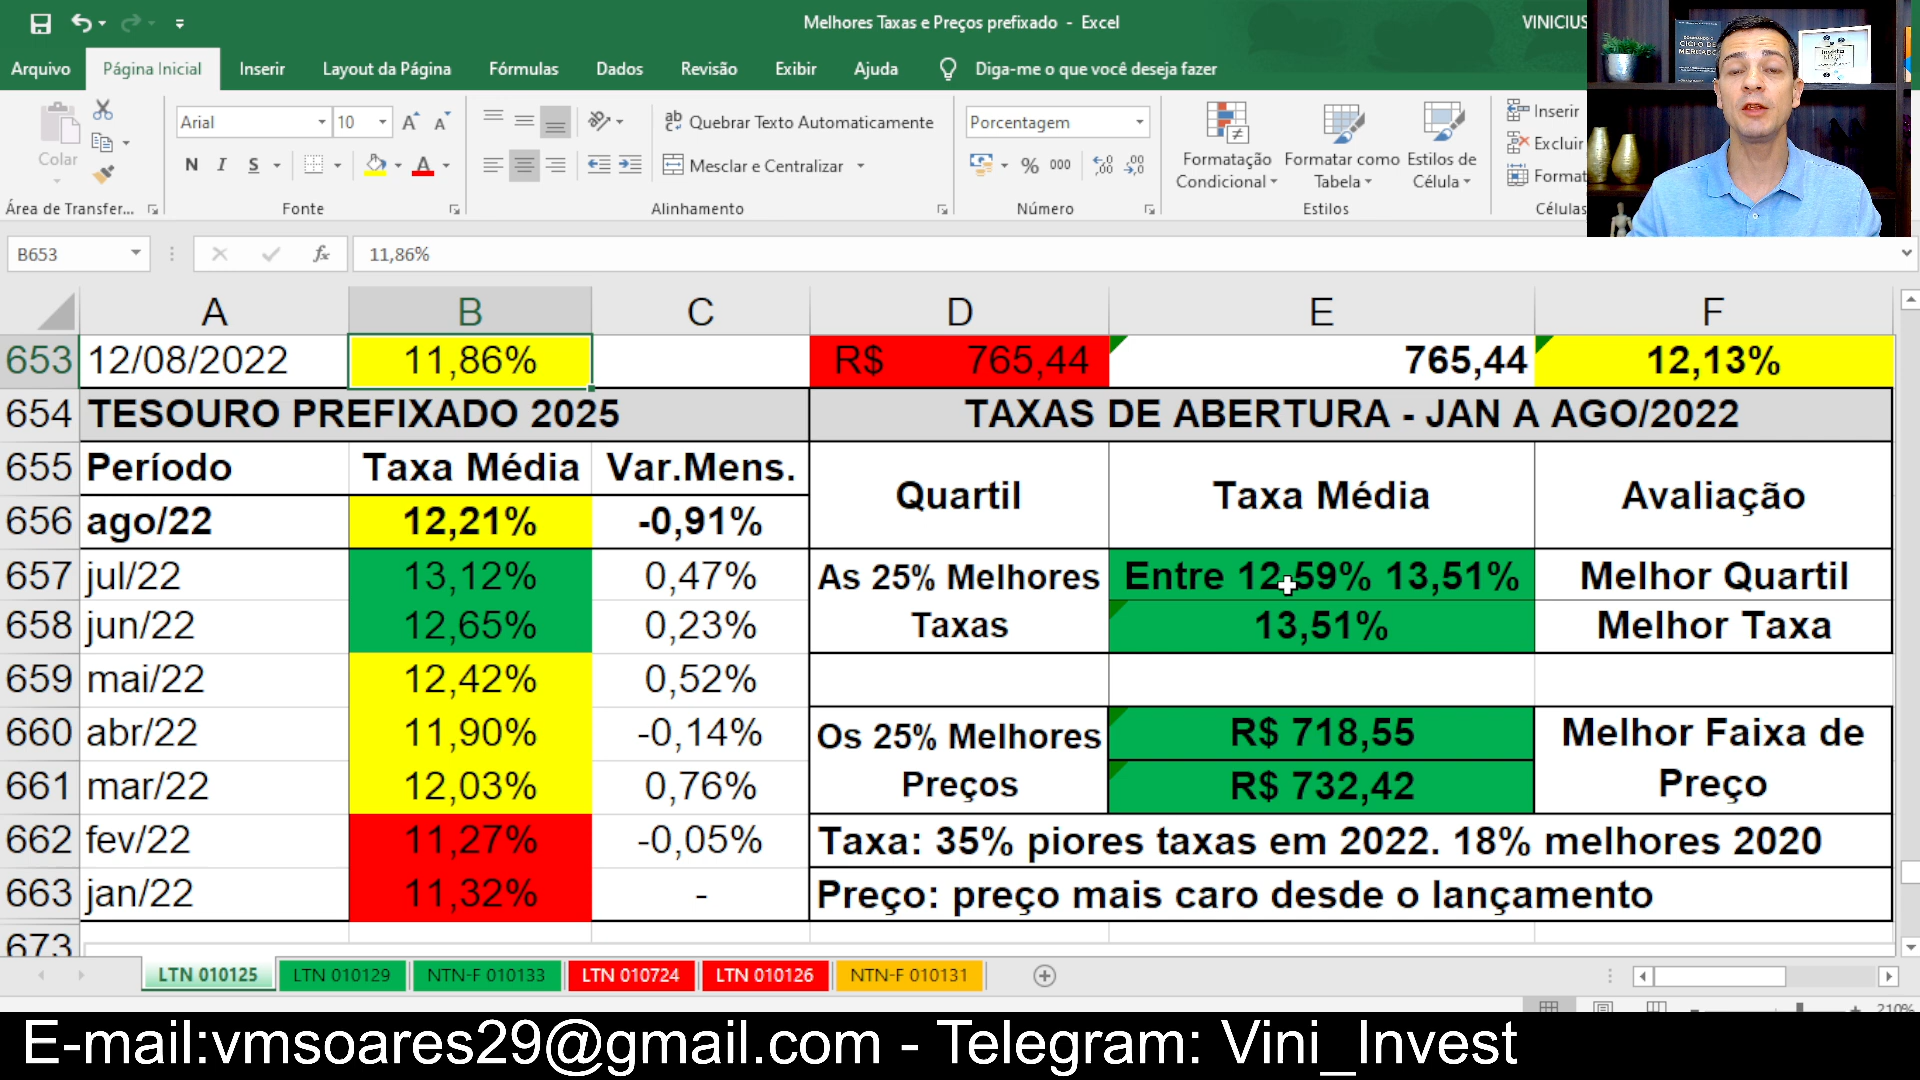 Melhores Taxas e Preços prefixado - Excel
VINICIUS
Arquivo Página Inicial Inserir Layout da Página Fórmulas Dados Revisão Exibir Ajuda Diga-me o que você deseja fazer
Colar
Arial 10
N I S
Quebrar Texto Automaticamente
Mesclar e Centralizar
Porcentagem
% 000
Formatação Condicional
Formatar como Tabela
Estilos de Célula
Inserir
Excluir
Format
Área de Transfer... Fonte Alinhamento Número Estilos Células
CICLO DE
B653 fx 11,86%
A B C D E F
653 12/08/2022 11,86% R$ 765,44 765,44 12,13%
654 TESOURO PREFIXADO 2025 TAXAS DE ABERTURA - JAN A AGO/2022
655 Período Taxa Média Var.Mens. Quartil Taxa Média Avaliação
656 ago/22 12,21% -0,91%
657 jul/22 13,12% 0,47% As 25% Melhores Entre 12,59% 13,51% Melhor Quartil
658 jun/22 12,65% 0,23% Taxas 13,51% Melhor Taxa
659 mai/22 12,42% 0,52%
660 abr/22 11,90% -0,14% Os 25% Melhores R$ 718,55 Melhor Faixa de
661 mar/22 12,03% 0,76% Preços R$ 732,42 Preço
662 fev/22 11,27% -0,05% Taxa: 35% piores taxas em 2022. 18% melhores 2020
663 jan/22 11,32% - Preço: preço mais caro desde o lançamento
673
LTN 010125 LTN 010129 NTN-F 010133 LTN 010724 LTN 010126 NTN-F 010131
210%
E-mail:vmsoares29@gmail.com - Telegram: Vini_Invest